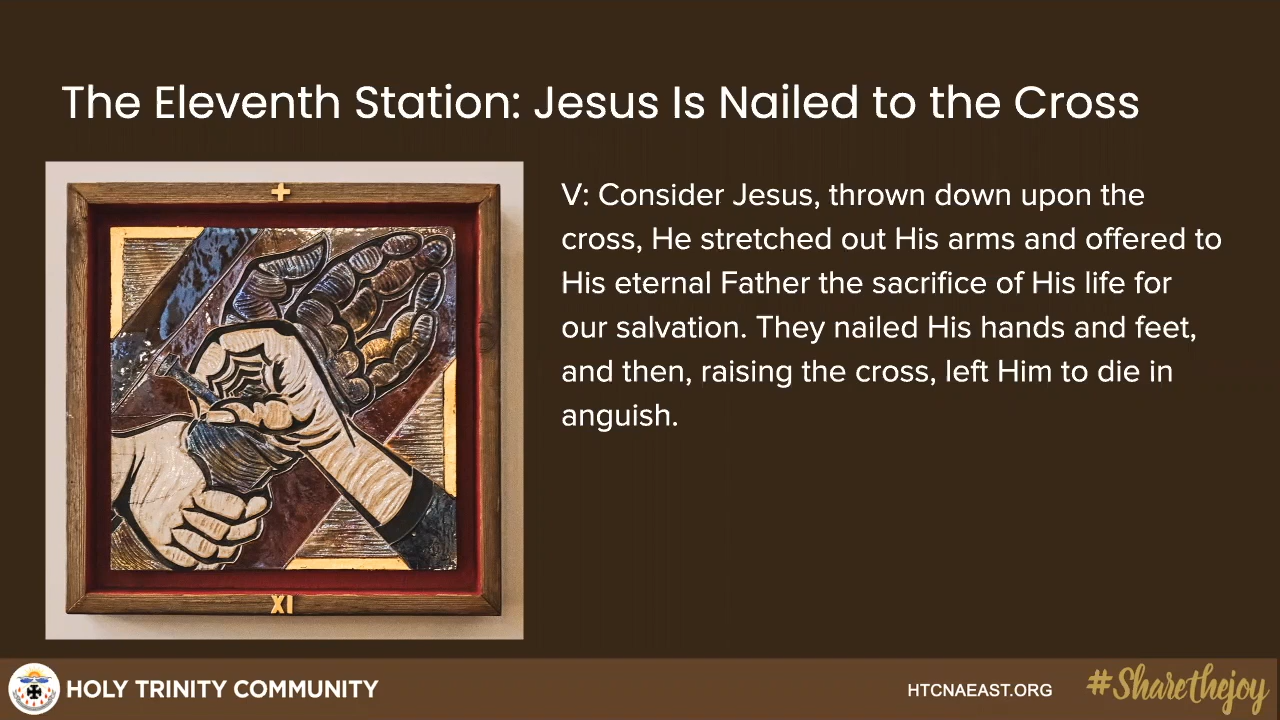 The Eleventh Station: Jesus Is Nailed to the Cross
V: Consider Jesus, thrown down upon the
cross, He stretched out His arms and offered to
His eternal Father the sacrifice of His life for
our salvation. They nailed His hands and feet,
and then, raising the cross, left Him to die in
anguish.
XI
HOLY TRINITY COMMUNITY
HTCNAEAST.ORG
#Sharethejoy